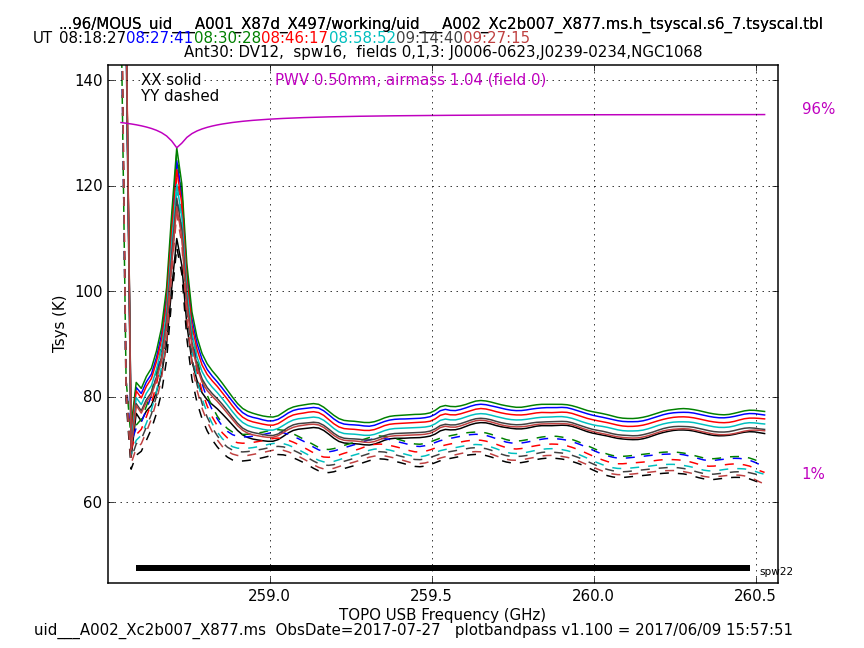 ...96/MOUS_uid___A001_X87d_X497/working/uid___A002_Xc2b007_X877.ms.h_tsyscal.s6_7.tsyscal.tbl
UT 08:18:27 08:27:41 08:30:28 08:46:17 08:58:52 09:14:40 09:27:15
Ant30: DV12, spw16, fields 0,1,3: J0006-0623,J0239-0234,NGC1068
XX solid
PWV 0.50mm, airmass 1.04 (field 0)
YY dashed
96%
1%
140
120
100
80
60
Tsys (K)
spw22
259.0 259.5 260.0 260.5
TOPO USB Frequency (GHz)
uid___A002_Xc2b007_X877.ms ObsDate=2017-07-27 plotbandpass v1.100 = 2017/06/09 15:57:51